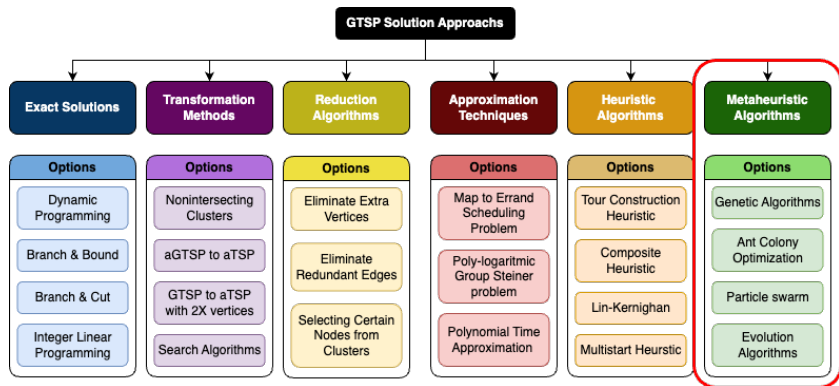 GTSP Solution Approachs
Exact Solutions
Transformation
Methods
Reduction
Algorithms
Approximation
Techniques
Heuristic
Algorithms
Metaheuristic
Algorithms
Options
Dynamic
Programming
Branch & Bound
Branch & Cut
Integer Linear
Programming
Options
Nonintersecting
Clusters
aGTSP to aTSP
GTSP to aTSP
with 2X vertices
Search Algorithms
Options
Eliminate Extra
Vertices
Eliminate
Redundant Edges
Selecting Certain
Nodes from
Clusters
Options
Map to Errand
Scheduling
Problem
Poly-logaritmic
Group Steiner
problem
Polynomial Time
Approximation
Options
Tour Construction
Heuristic
Composite
Heuristic
Lin-Kernighan
Multistart Heurstic
Options
Genetic Algorithms
Ant Colony
Optimization
Particle swarm
Evolution
Algorithms